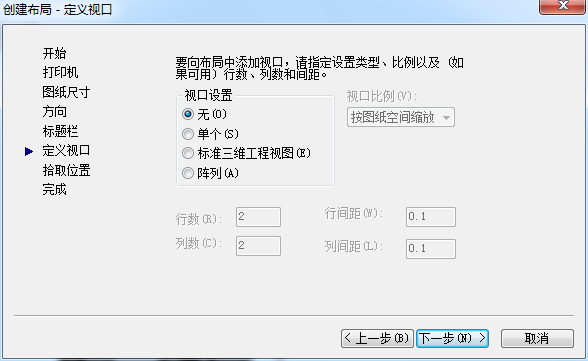 创建布局 - 定义视口
开始
打印机
图纸尺寸
方向
标题栏
定义视口
拾取位置
完成
要向布局中添加视口，请指定设置类型、比例以及（如
果可用）行数、列数和间距。
视口设置
无(O)
单个(S)
标准三维工程视图(E)
阵列(A)
视口比例(V):
按图纸空间缩放
行数(R): 2
行间距(W): 0.1
列数(C): 2
列间距(L): 0.1
< 上一步(B)
下一步(N) >
取消